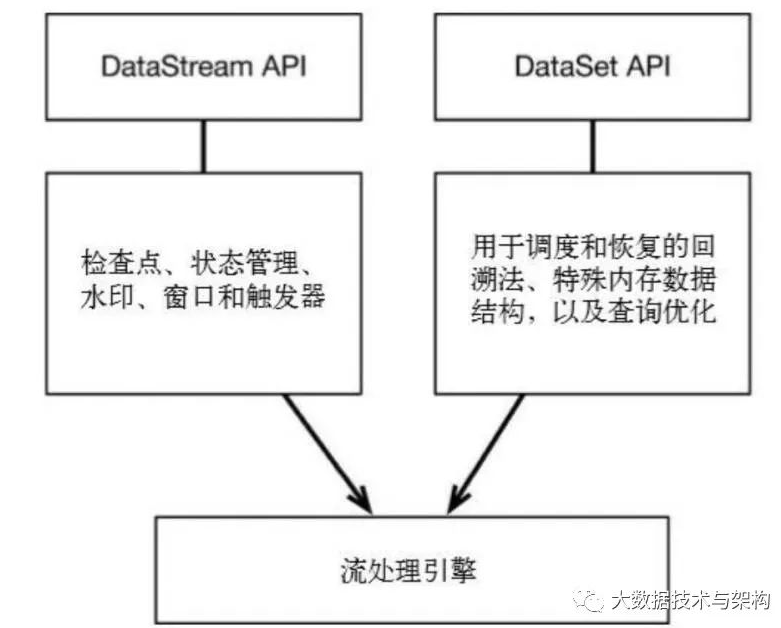 DataStream API
DataSet API
检查点、状态管理、
水印、窗口和触发器
用于调度和恢复的回
溯法、特殊内存数据
结构，以及查询优化
流处理引擎
大数据技术与架构